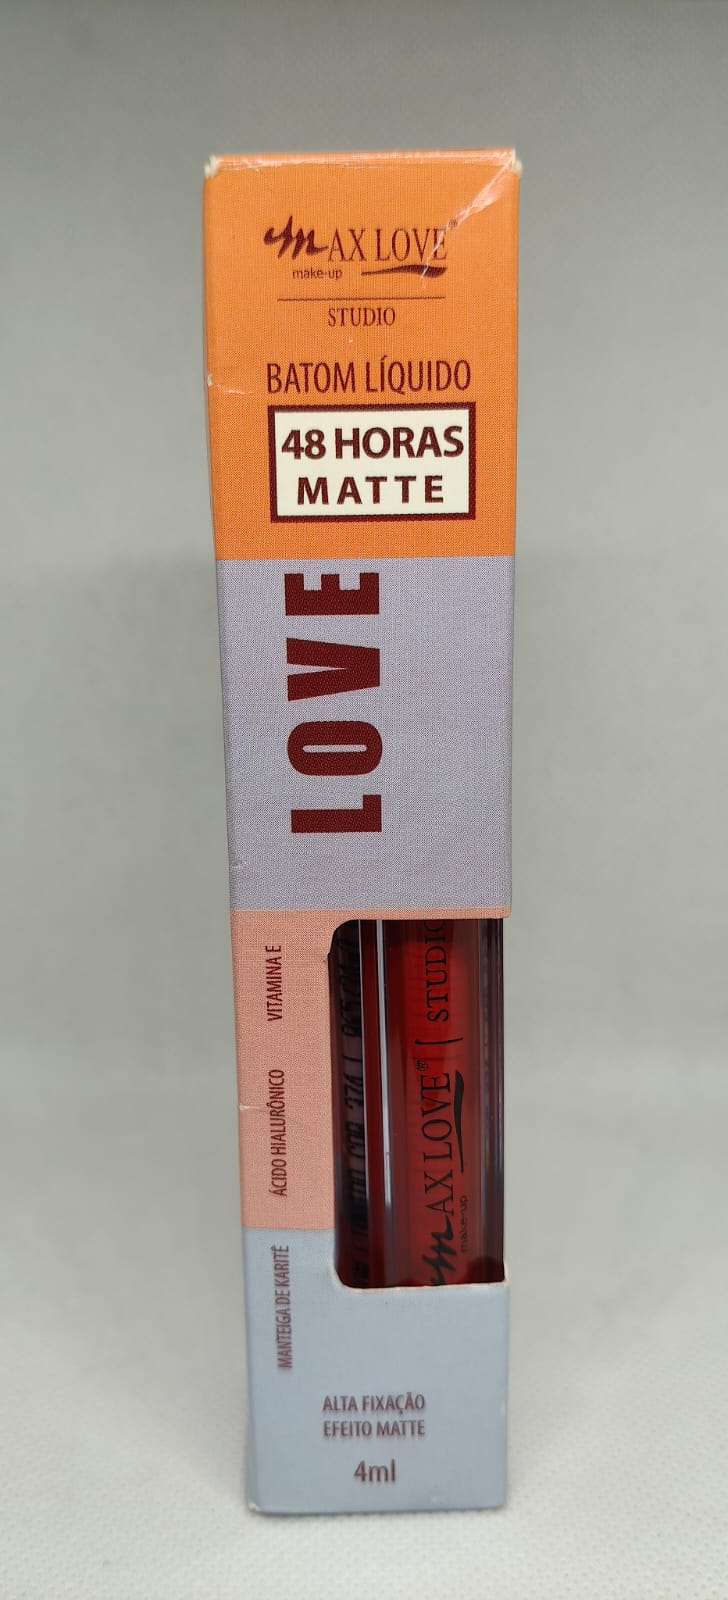 MAX LOVE®
make-up
STUDIO
BATOM LÍQUIDO
48 HORAS
MATTE
LOVE
VITAMINA E
ÁCIDO HIALURÔNICO
MANTEIGA DE KARITÊ
MAX LOVE® | STUDIO
make-up
ALTA FIXAÇÃO
EFEITO MATTE
4ml